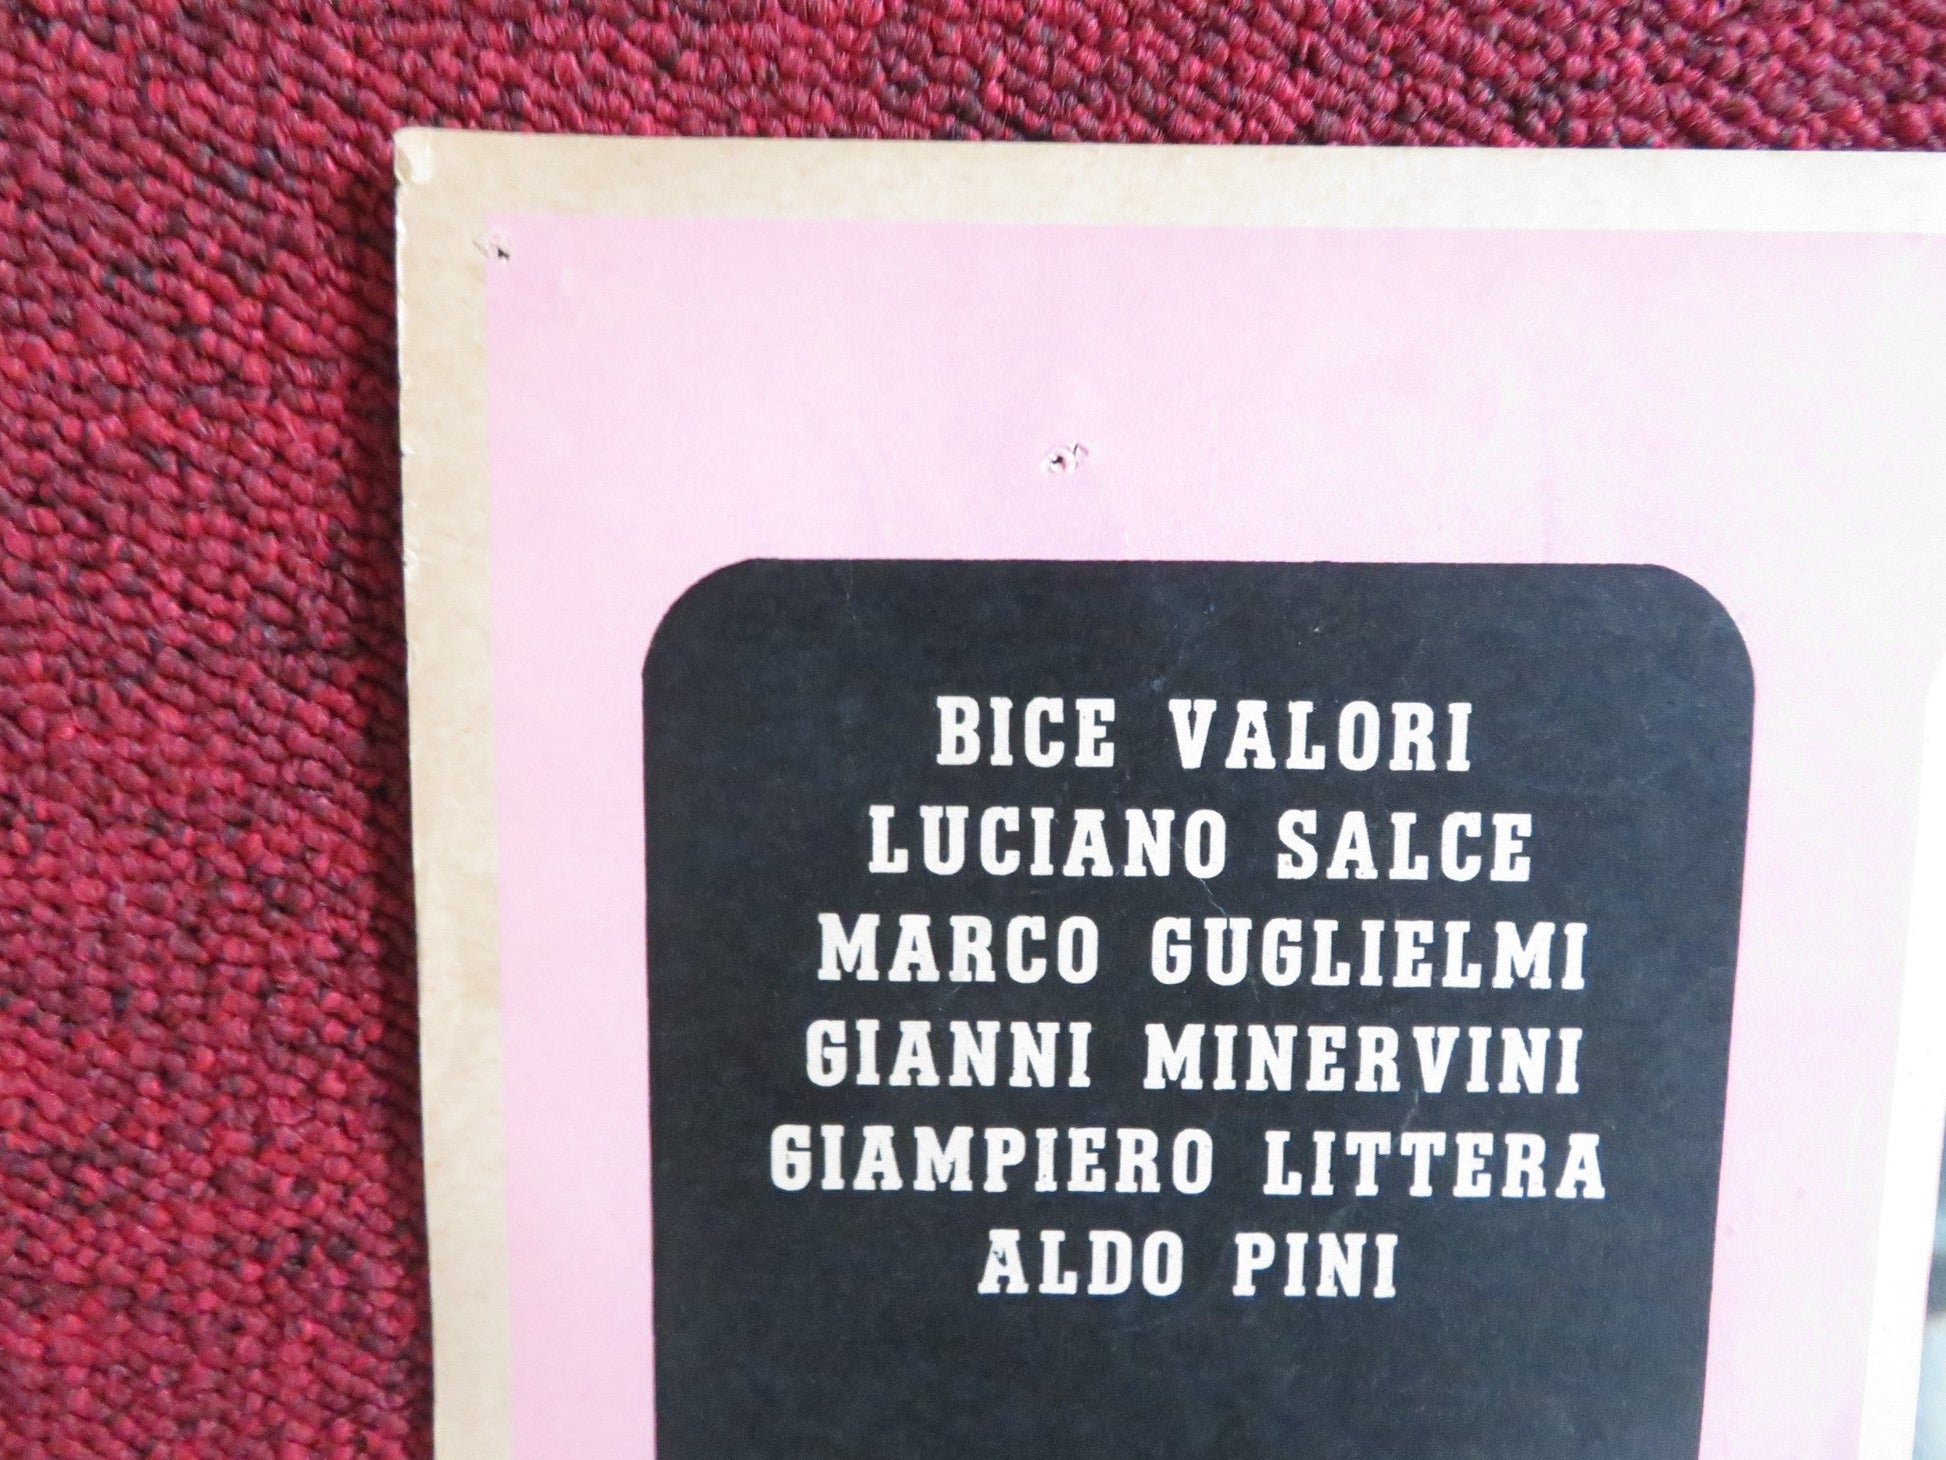 BICE VALORI
LUCIANO SALCE
MARCO GUGLIELMI
GIANNI MINERVINI
GIAMPIERO LITTERA
ALDO PINI